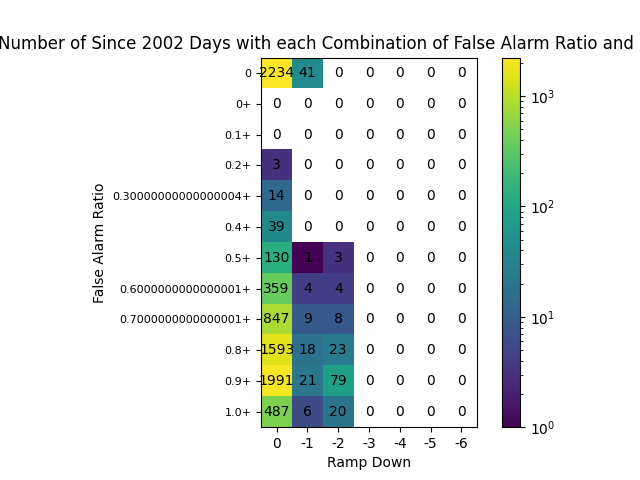 Number of Since 2002 Days with each Combination of False Alarm Ratio and
0 2234 41 0 0 0 0 0
0+ 0 0 0 0 0 0 0
0.1+ 0 0 0 0 0 0 0
0.2+ 3 0 0 0 0 0 0
0.30000000000000004+ 14 0 0 0 0 0 0
0.4+ 39 0 0 0 0 0 0
0.5+ 130 1 3 0 0 0 0
0.6000000000000001+ 359 4 4 0 0 0 0
0.7000000000000001+ 847 9 8 0 0 0 0
0.8+ 1593 18 23 0 0 0 0
0.9+ 1991 21 79 0 0 0 0
1.0+ 487 6 20 0 0 0 0
0 -1 -2 -3 -4 -5 -6
Ramp Down
False Alarm Ratio
10³
10²
10¹
10⁰